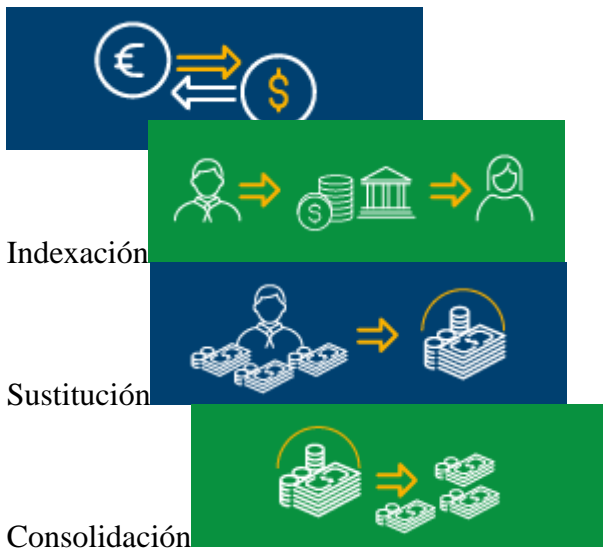 €
$
$
Indexación
Sustitución
Consolidación